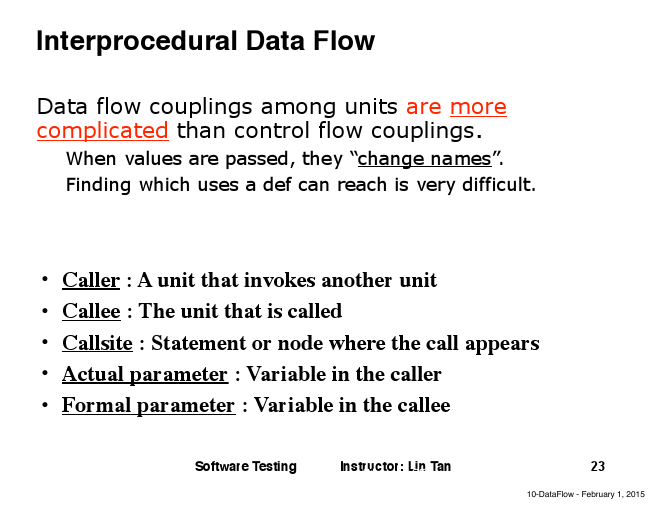 Interprocedural Data Flow
Data flow couplings among units are more
complicated than control flow couplings.
When values are passed, they “change names”.
Finding which uses a def can reach is very difficult.
• Caller : A unit that invokes another unit
• Callee : The unit that is called
• Callsite : Statement or node where the call appears
• Actual parameter : Variable in the caller
• Formal parameter : Variable in the callee
Software Testing Instructor: Lin Tan 23
10-DataFlow - February 1, 2015